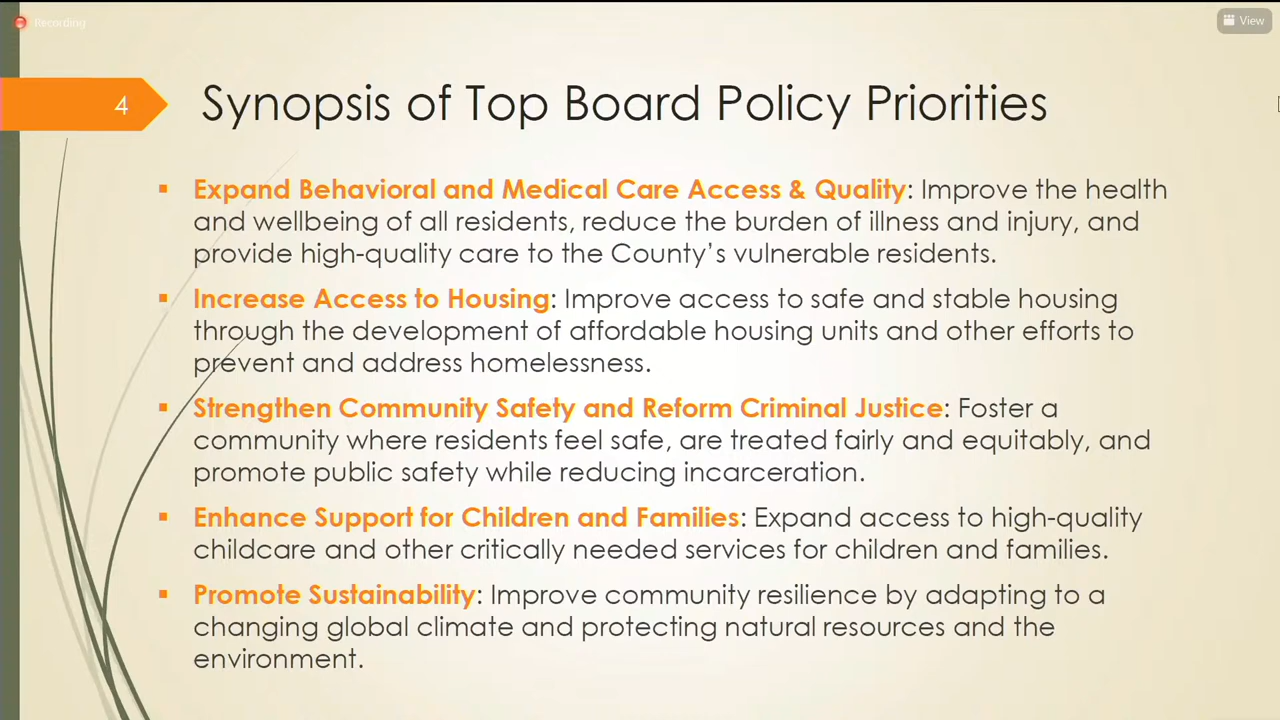 Recording
View
4
Synopsis of Top Board Policy Priorities
▪ Expand Behavioral and Medical Care Access & Quality: Improve the health
and wellbeing of all residents, reduce the burden of illness and injury, and
provide high-quality care to the County’s vulnerable residents.
▪ Increase Access to Housing: Improve access to safe and stable housing
through the development of affordable housing units and other efforts to
prevent and address homelessness.
▪ Strengthen Community Safety and Reform Criminal Justice: Foster a
community where residents feel safe, are treated fairly and equitably, and
promote public safety while reducing incarceration.
▪ Enhance Support for Children and Families: Expand access to high-quality
childcare and other critically needed services for children and families.
▪ Promote Sustainability: Improve community resilience by adapting to a
changing global climate and protecting natural resources and the
environment.